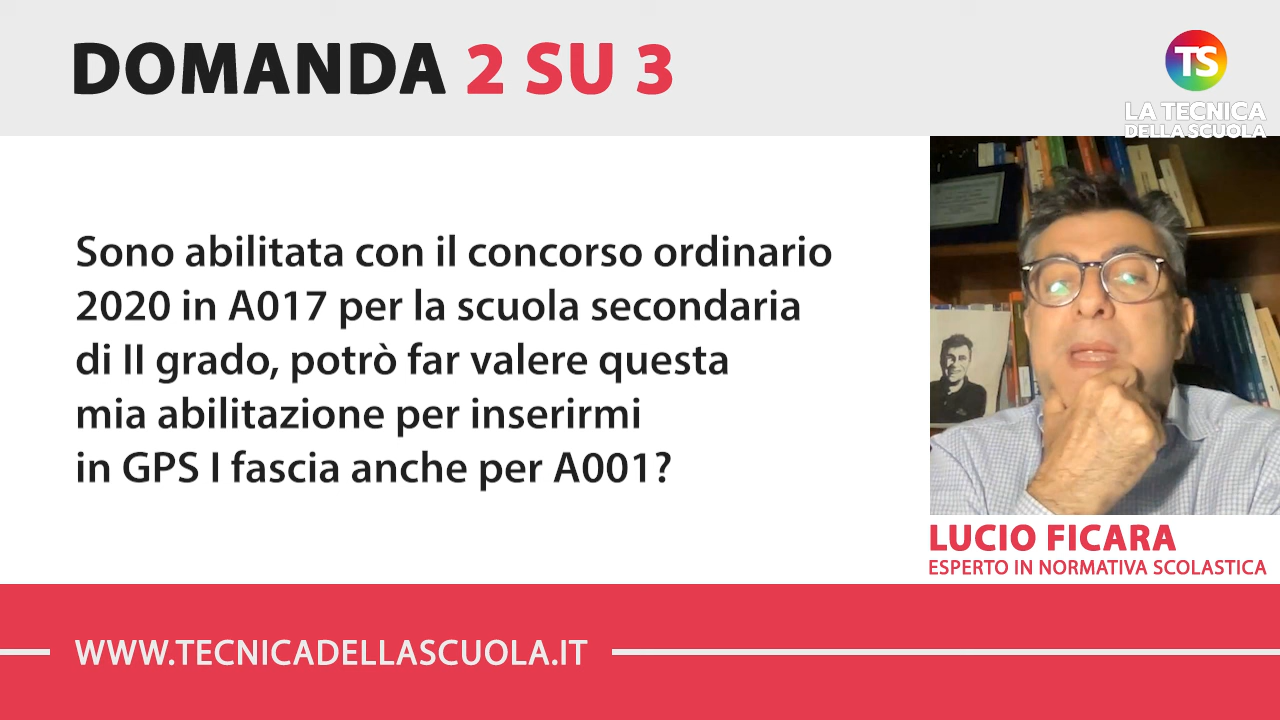 DOMANDA 2 SU 3
TS
LA TECNICA
DELLA SCUOLA
Sono abilitata con il concorso ordinario
2020 in A017 per la scuola secondaria
di II grado, potrò far valere questa
mia abilitazione per inserirmi
in GPS I fascia anche per A001?
LUCIO FICARA
ESPERTO IN NORMATIVA SCOLASTICA
WWW.TECNICADELLASCUOLA.IT